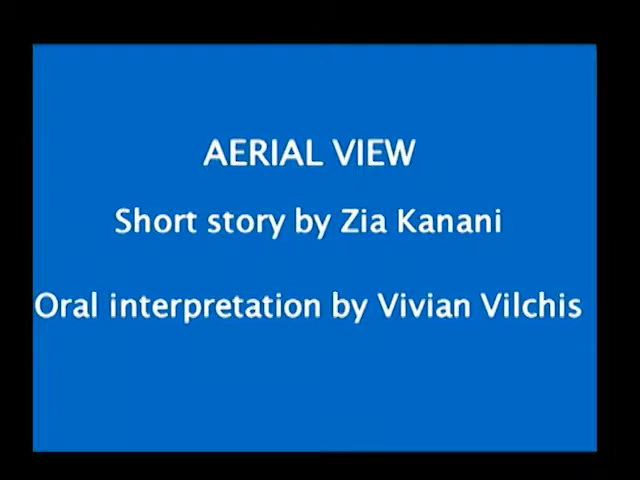 AERIAL VIEW
Short story by Zia Kanani
Oral interpretation by Vivian Vilchis